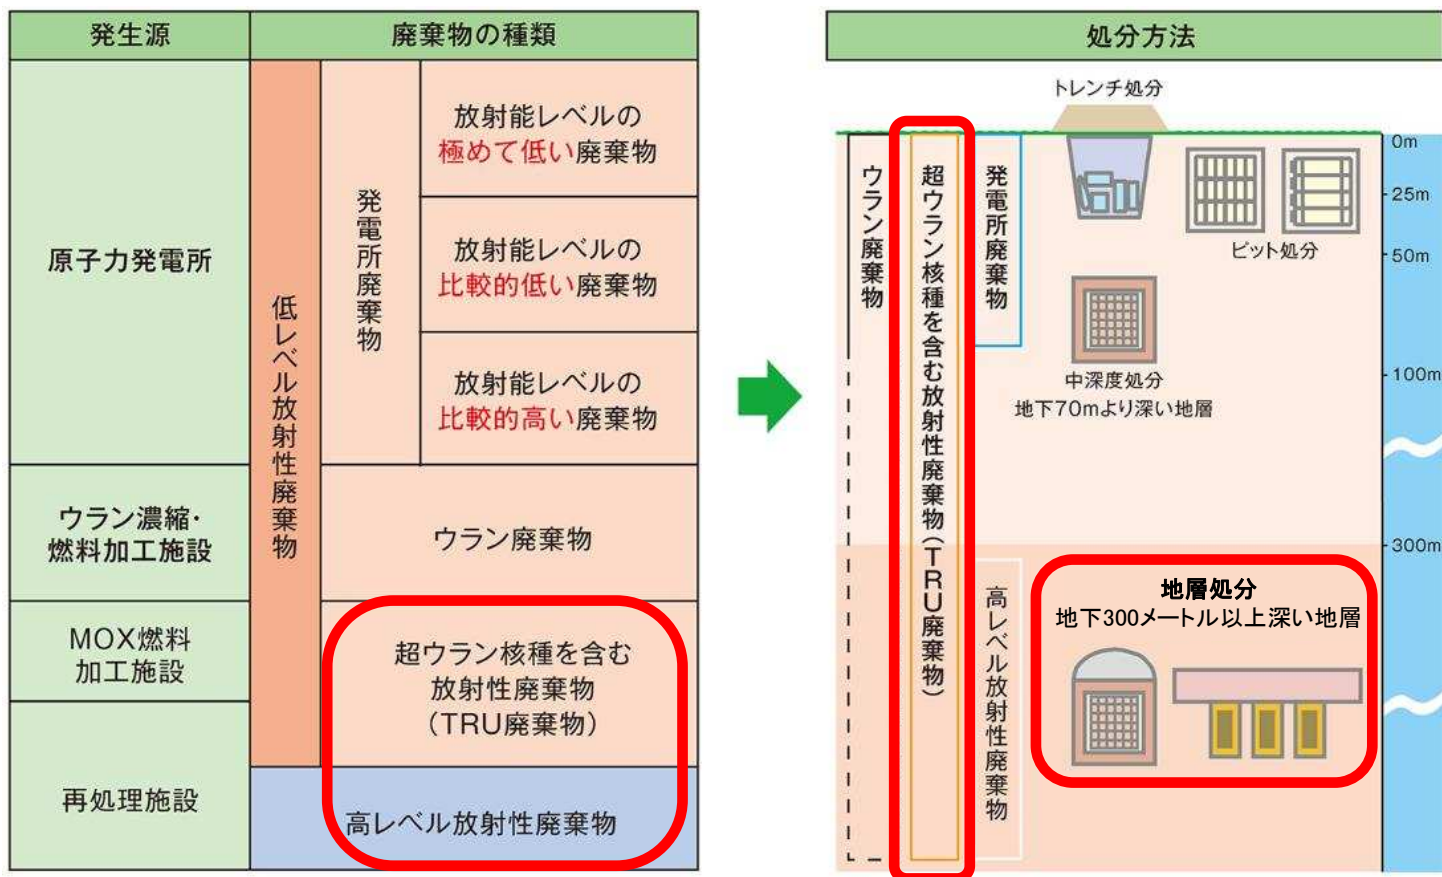 発生源
廃棄物の種類
原子力発電所
低レベル放射性廃棄物
発電所廃棄物
放射能レベルの
極めて低い廃棄物
放射能レベルの
比較的低い廃棄物
放射能レベルの
比較的高い廃棄物
ウラン濃縮・
燃料加工施設
ウラン廃棄物
MOX燃料
加工施設
超ウラン核種を含む
放射性廃棄物
（TRU廃棄物）
再処理施設
高レベル放射性廃棄物
処分方法
トレンチ処分
ウラン廃棄物
超ウラン核種を含む放射性廃棄物（TRU廃棄物）
発電所廃棄物
ピット処分
中深度処分
地下70mより深い地層
高レベル放射性廃棄物
地層処分
地下300メートル以上深い地層
0m
25m
50m
100m
300m